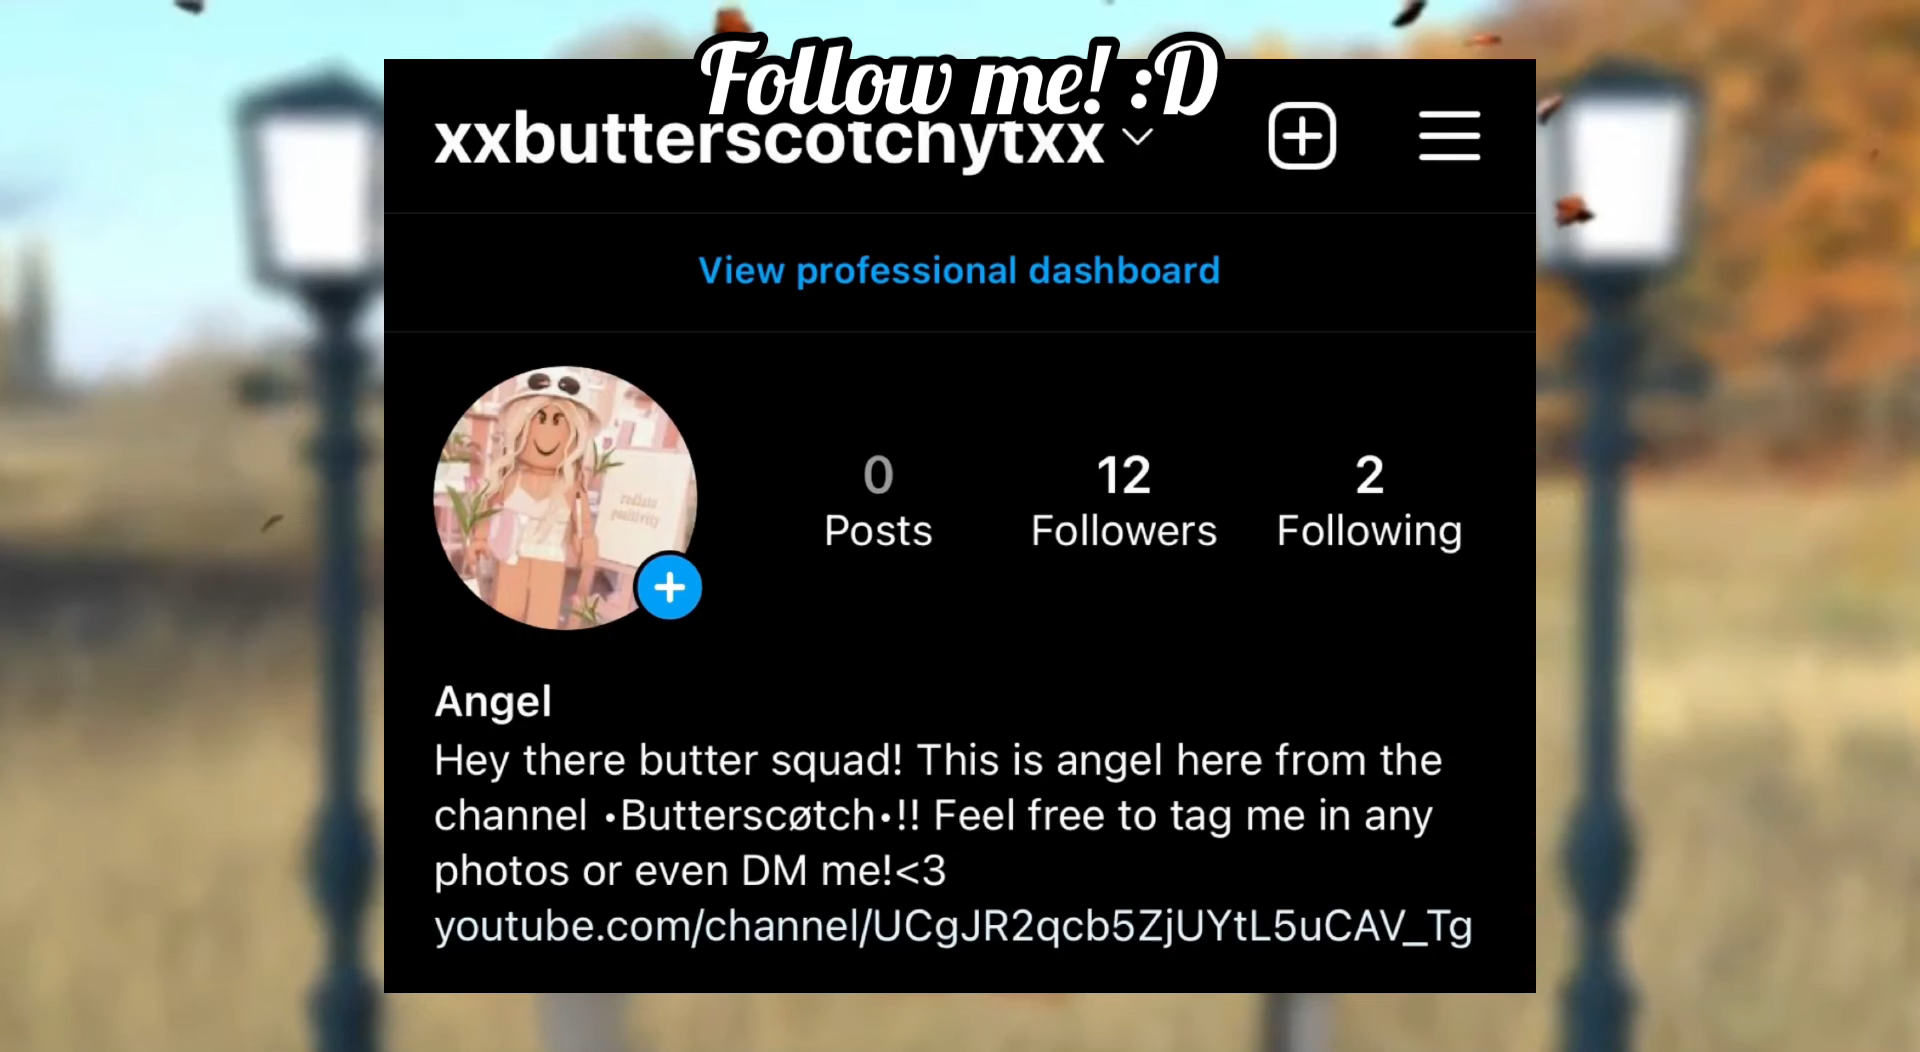 Follow me! :D
xxbutterscotchytxx
View professional dashboard
radiate
positivity
0
12
2
Posts
Followers
Following
Angel
Hey there butter squad! This is angel here from the
channel •Butterscøtch•!! Feel free to tag me in any
photos or even DM me!<3
youtube.com/channel/UCgJR2qcb5ZjUYtL5uCAV_Tg